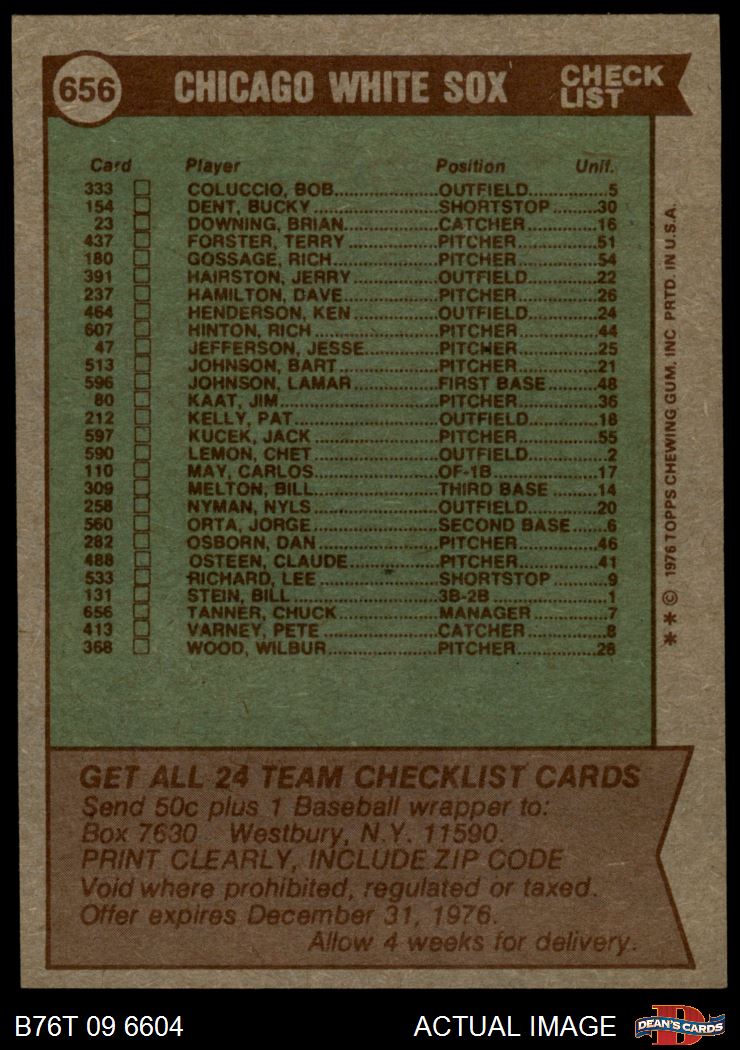 656 CHICAGO WHITE SOX CHECK LIST
Card Player Position Unif.
333 COLUCCIO, BOB OUTFIELD 5
154 DENT, BUCKY SHORTSTOP 30
23 DOWNING, BRIAN CATCHER 16
437 FORSTER, TERRY PITCHER 51
180 GOSSAGE, RICH PITCHER 54
391 HAIRSTON, JERRY OUTFIELD 22
237 HAMILTON, DAVE PITCHER 26
464 HENDERSON, KEN OUTFIELD 24
607 HINTON, RICH PITCHER 44
47 JEFFERSON, JESSE PITCHER 25
513 JOHNSON, BART PITCHER 21
596 JOHNSON, LAMAR FIRST BASE 48
80 KAAT, JIM PITCHER 36
212 KELLY, PAT OUTFIELD 18
597 KUCEK, JACK PITCHER 55
590 LEMON, CHET OUTFIELD 2
110 MAY, CARLOS OF-1B 17
309 MELTON, BILL THIRD BASE 14
258 NYMAN, NYLS OUTFIELD 20
560 ORTA, JORGE SECOND BASE 6
282 OSBORN, DAN PITCHER 46
488 OSTEEN, CLAUDE PITCHER 41
533 RICHARD, LEE SHORTSTOP 9
131 STEIN, BILL 3B-2B 1
656 TANNER, CHUCK MANAGER 7
413 VARNEY, PETE CATCHER 8
368 WOOD, WILBUR PITCHER 28
* * © 1976 TOPPS CHEWING GUM, INC. PRTD. IN U.S.A.
GET ALL 24 TEAM CHECKLIST CARDS
Send 50c plus 1 Baseball wrapper to:
Box 7630 Westbury, N.Y. 11590.
PRINT CLEARLY, INCLUDE ZIP CODE
Void where prohibited, regulated or taxed.
Offer expires December 31, 1976.
Allow 4 weeks for delivery.
B76T 09 6604 ACTUAL IMAGE DEAN'S CARDS